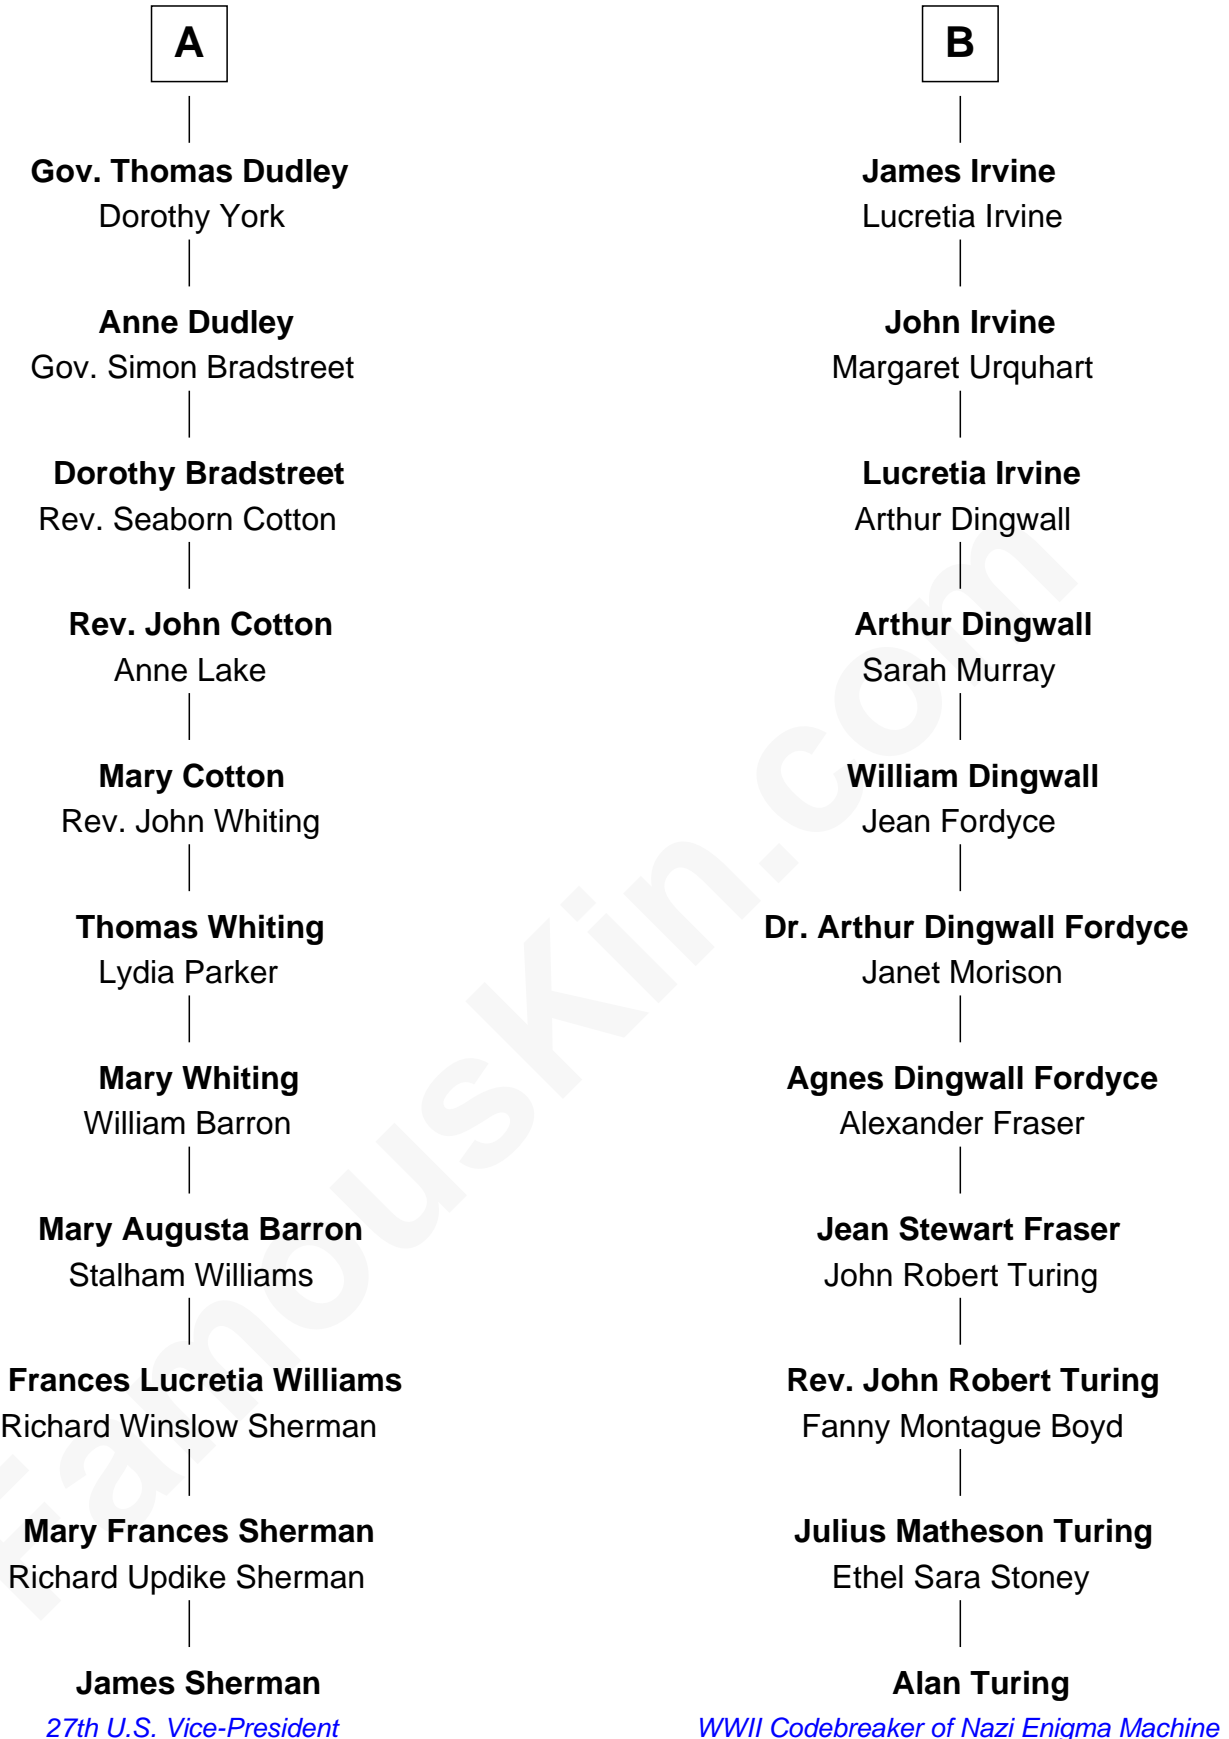 A
Gov. Thomas Dudley
Dorothy York
Anne Dudley
Gov. Simon Bradstreet
Dorothy Bradstreet
Rev. Seaborn Cotton
Rev. John Cotton
Anne Lake
Mary Cotton
Rev. John Whiting
Thomas Whiting
Lydia Parker
Mary Whiting
William Barron
Mary Augusta Barron
Stalham Williams
Frances Lucretia Williams
Richard Winslow Sherman
Mary Frances Sherman
Richard Updike Sherman
James Sherman
27th U.S. Vice-President
B
James Irvine
Lucretia Irvine
John Irvine
Margaret Urquhart
Lucretia Irvine
Arthur Dingwall
Arthur Dingwall
Sarah Murray
William Dingwall
Jean Fordyce
Dr. Arthur Dingwall Fordyce
Janet Morison
Agnes Dingwall Fordyce
Alexander Fraser
Jean Stewart Fraser
John Robert Turing
Rev. John Robert Turing
Fanny Montague Boyd
Julius Matheson Turing
Ethel Sara Stoney
Alan Turing
WWII Codebreaker of Nazi Enigma Machine
FamousKin.com